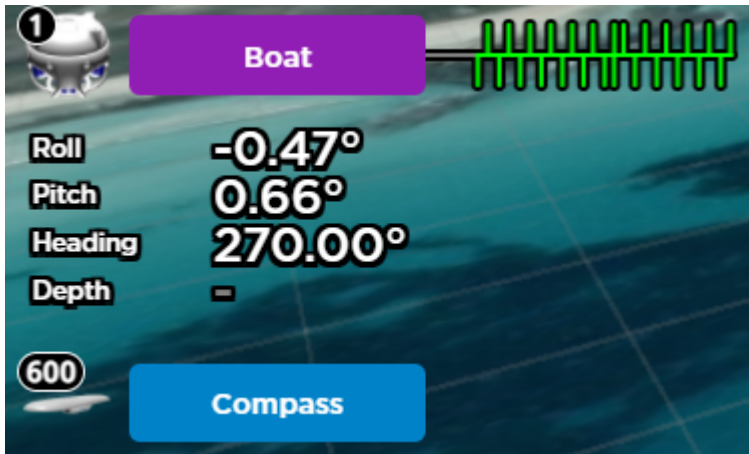 1
Boat
Roll -0.47°
Pitch 0.66°
Heading 270.00°
Depth -
600
Compass